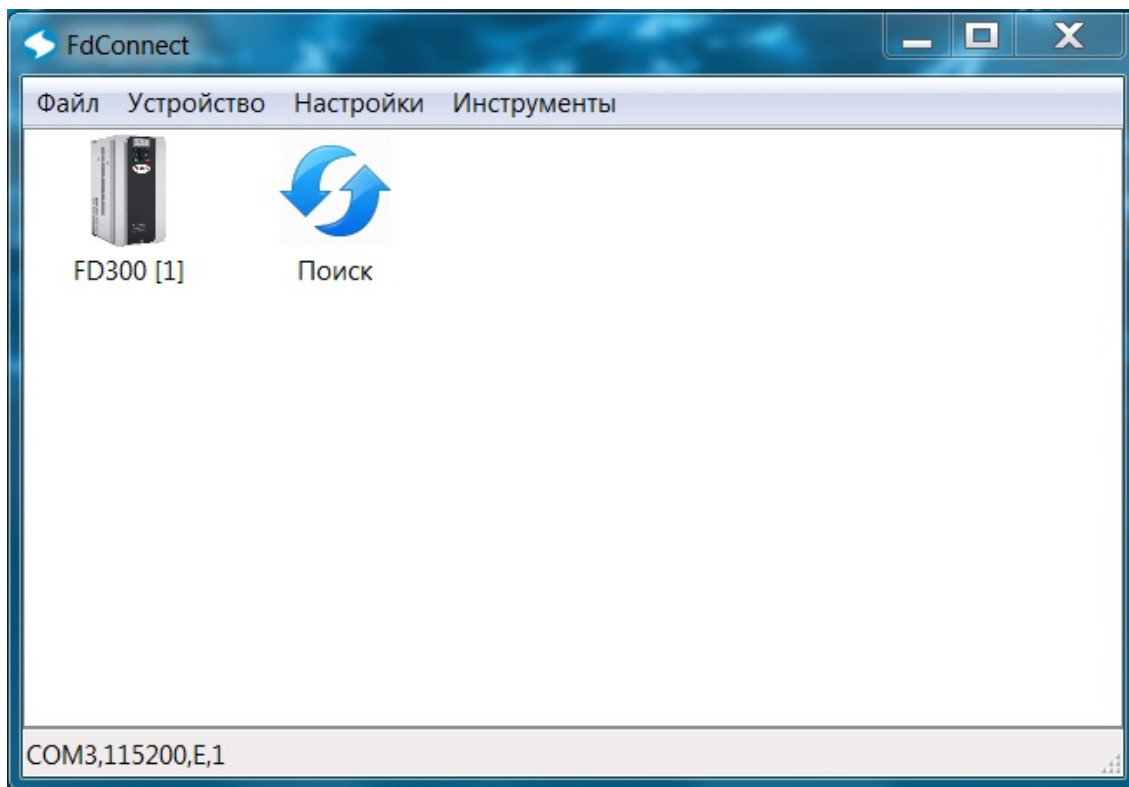 FdConnect
Файл Устройство Настройки Инструменты
FD300 [1] Поиск
COM3,115200,E,1